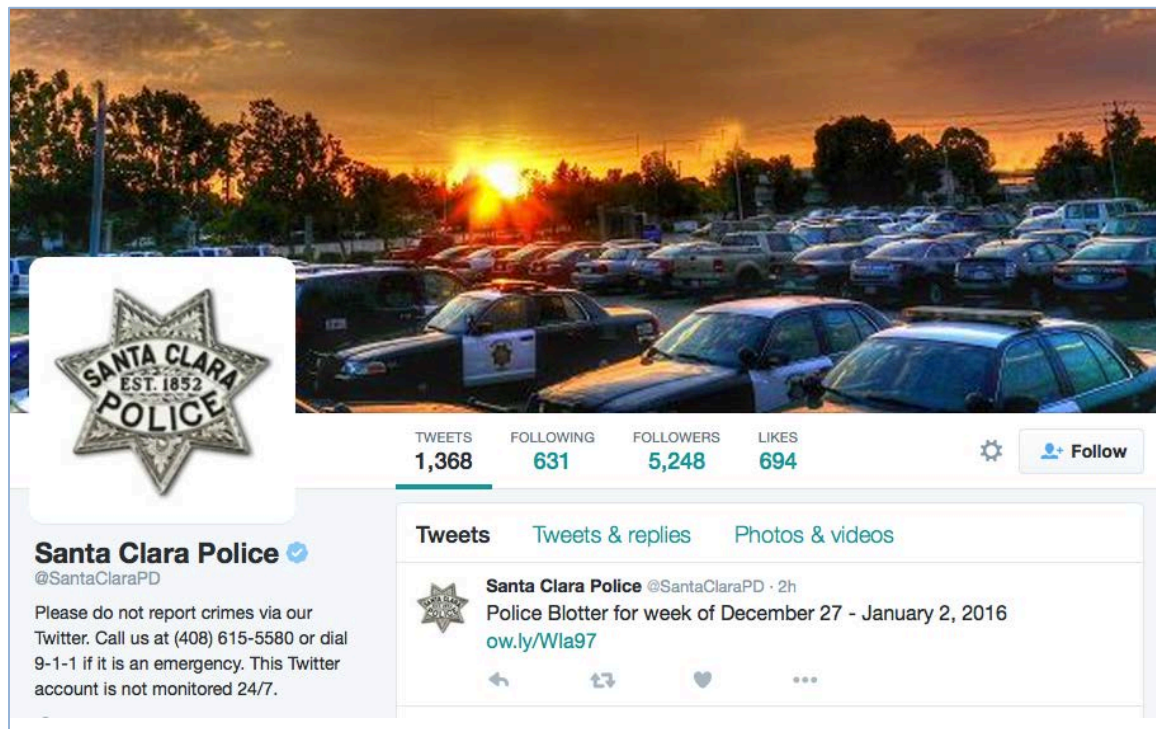 SANTA CLARA
EST. 1852
POLICE
TWEETS
1,368
FOLLOWING
631
FOLLOWERS
5,248
LIKES
694
Follow
Santa Clara Police
@SantaClaraPD
Please do not report crimes via our
Twitter. Call us at (408) 615-5580 or dial
9-1-1 if it is an emergency. This Twitter
account is not monitored 24/7.
Tweets Tweets & replies Photos & videos
Santa Clara Police @SantaClaraPD · 2h
Police Blotter for week of December 27 - January 2, 2016
ow.ly/Wla97